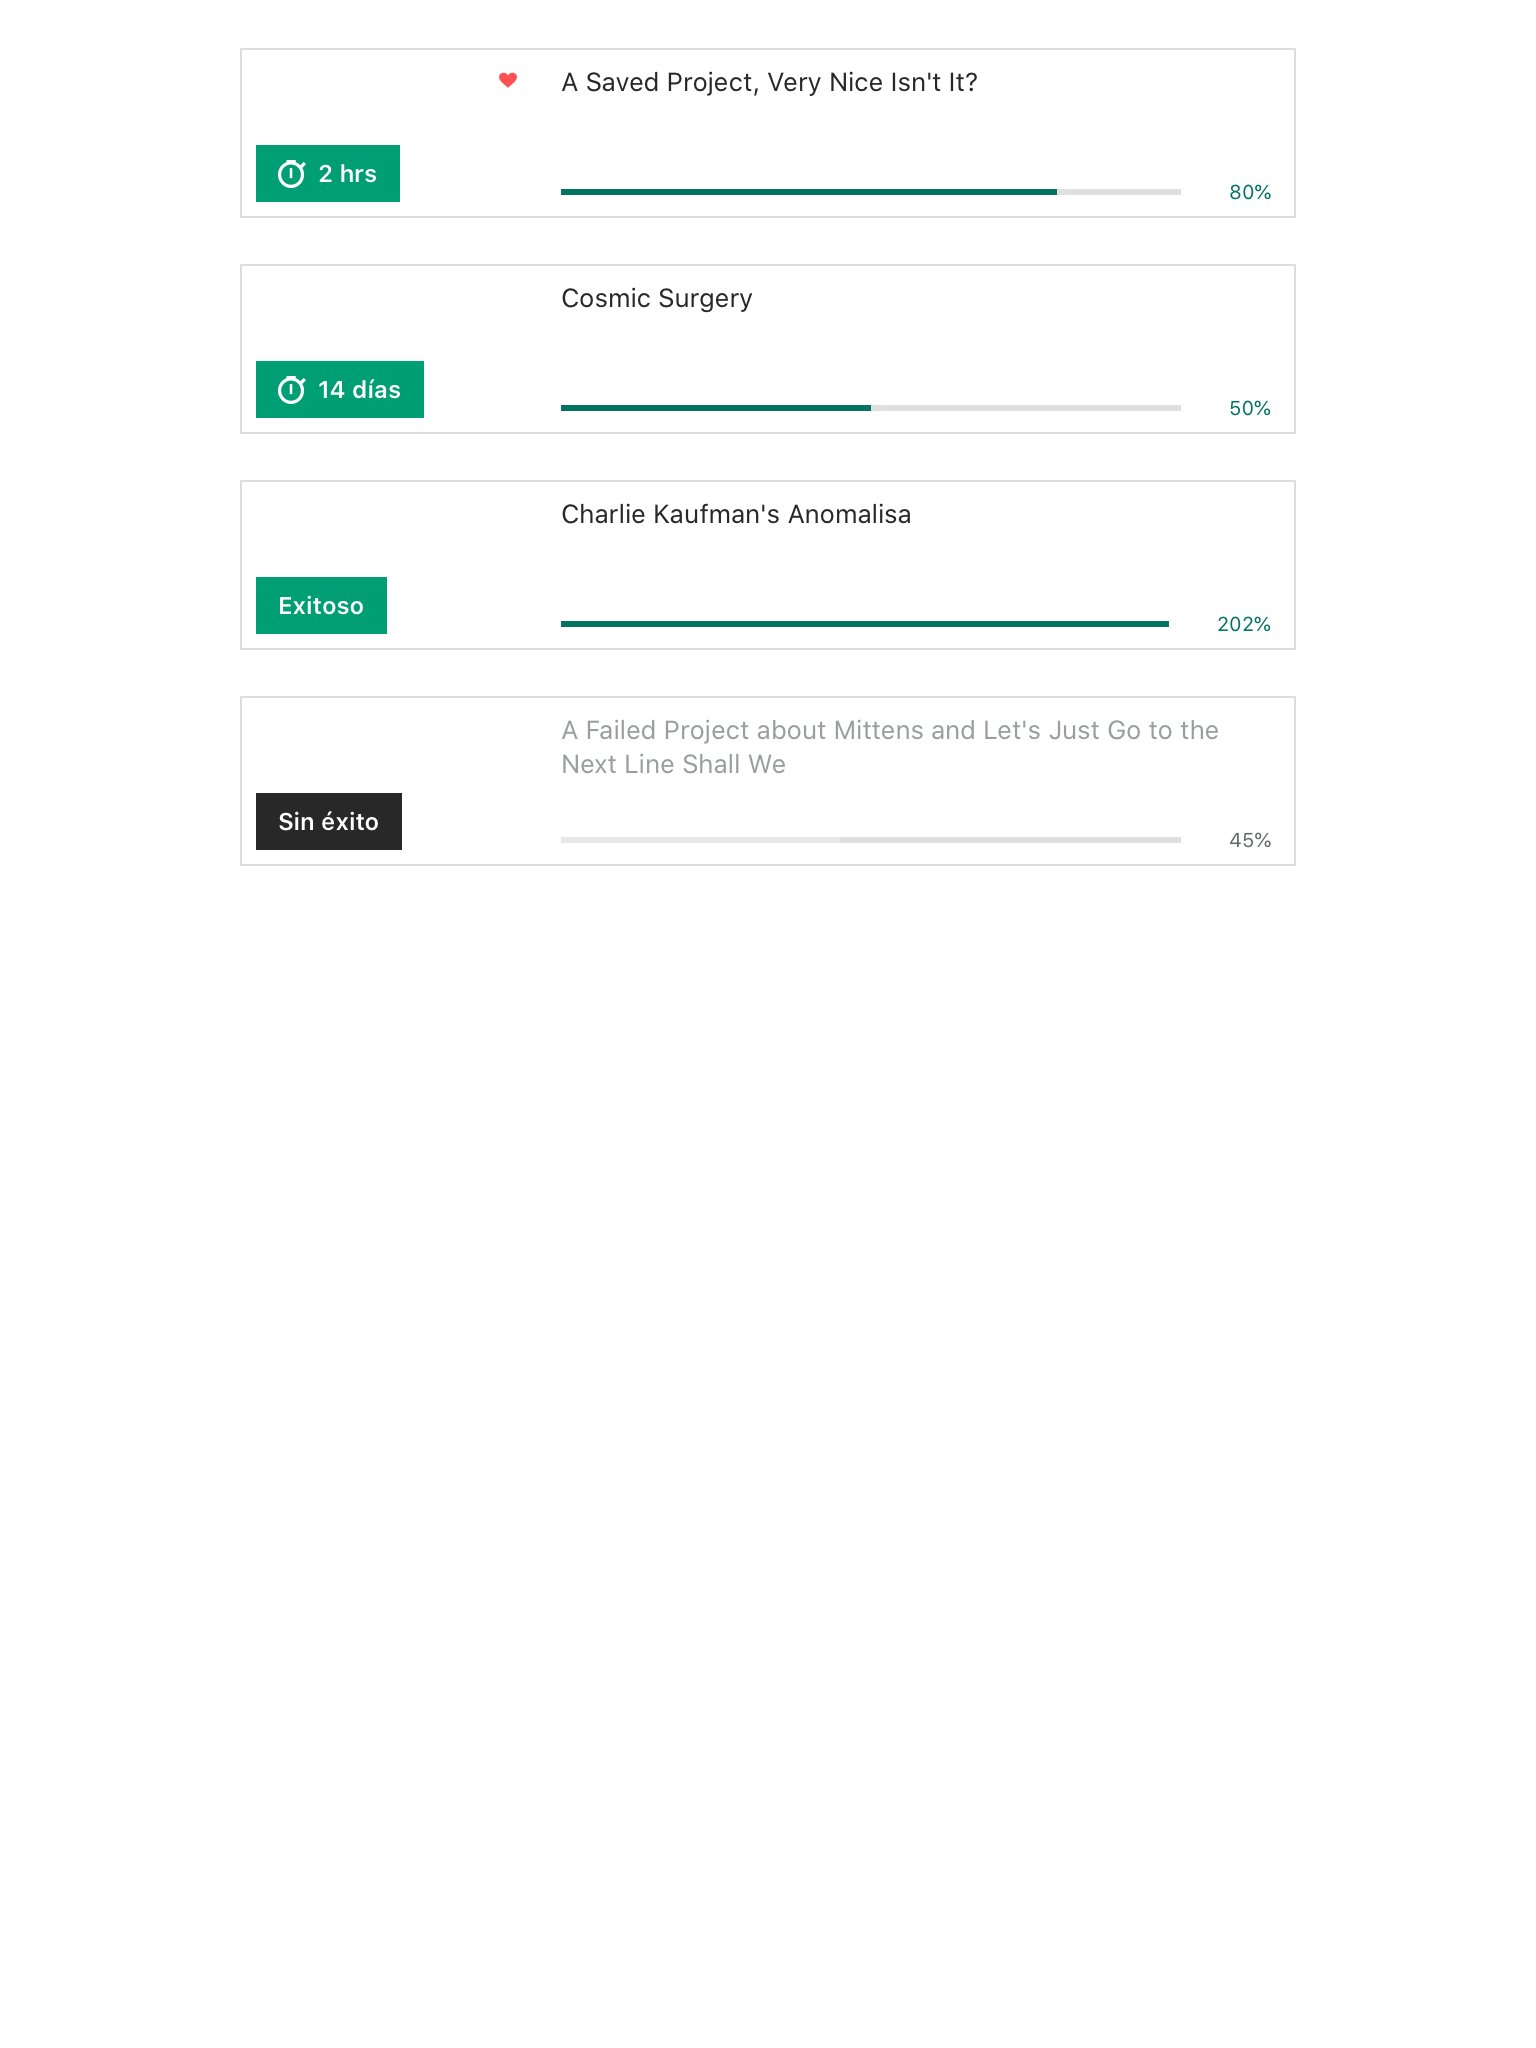 A Saved Project, Very Nice Isn't It?
2 hrs
80%
Cosmic Surgery
14 días
50%
Charlie Kaufman's Anomalisa
Exitoso
202%
A Failed Project about Mittens and Let's Just Go to the
Next Line Shall We
Sin éxito
45%